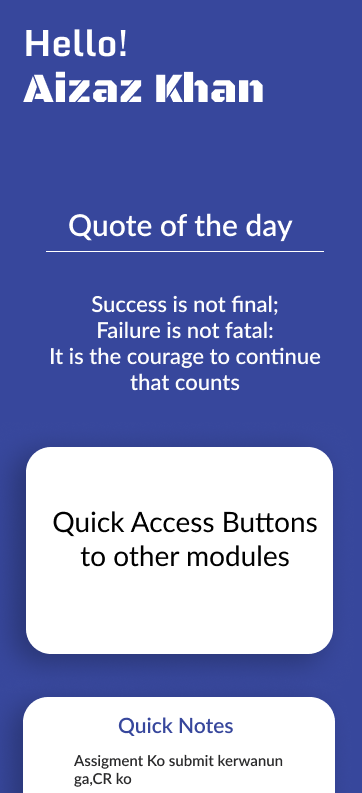 Hello!
Aizaz Khan
Quote of the day
Success is not final;
Failure is not fatal:
It is the courage to continue
that counts
Quick Access Buttons
to other modules
Quick Notes
Assigment Ko submit kerwanun
ga,CR ko